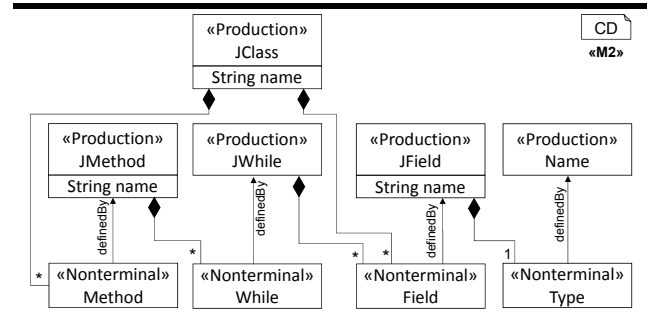 «Production»
JClass
String name
CD
«M2»
«Production»
JMethod
String name
«Production»
JWhile
«Production»
JField
String name
«Production»
Name
definedBy
definedBy
definedBy
definedBy
*
*
*
*
1
«Nonterminal»
Method
«Nonterminal»
While
«Nonterminal»
Field
«Nonterminal»
Type